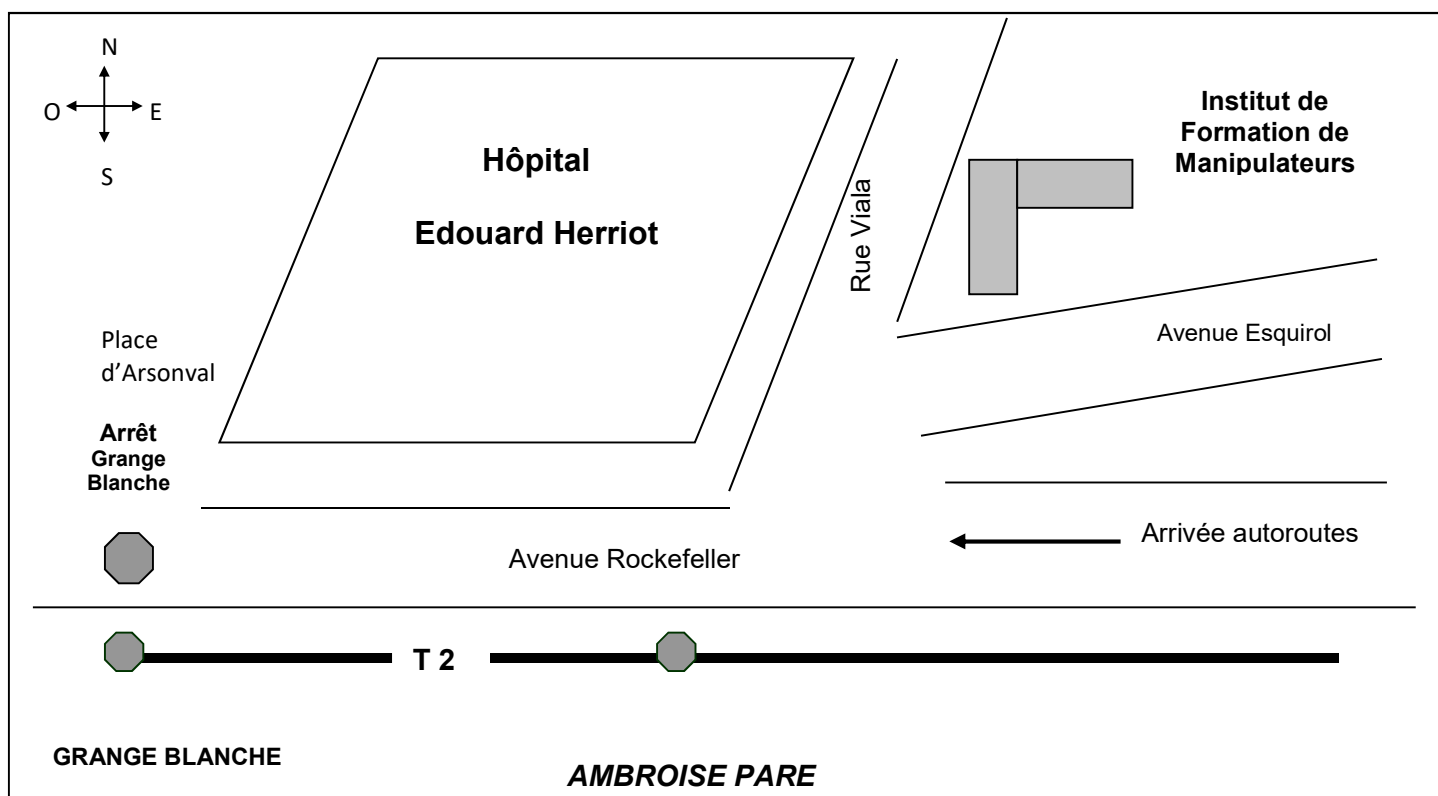 N
O E
S
Hôpital
Edouard Herriot
Rue Viala
Institut de
Formation de
Manipulateurs
Avenue Esquirol
Place
d’Arsonval
Arrêt
Grange
Blanche
Arrivée autoroutes
Avenue Rockefeller
T 2
GRANGE BLANCHE
AMBROISE PARE